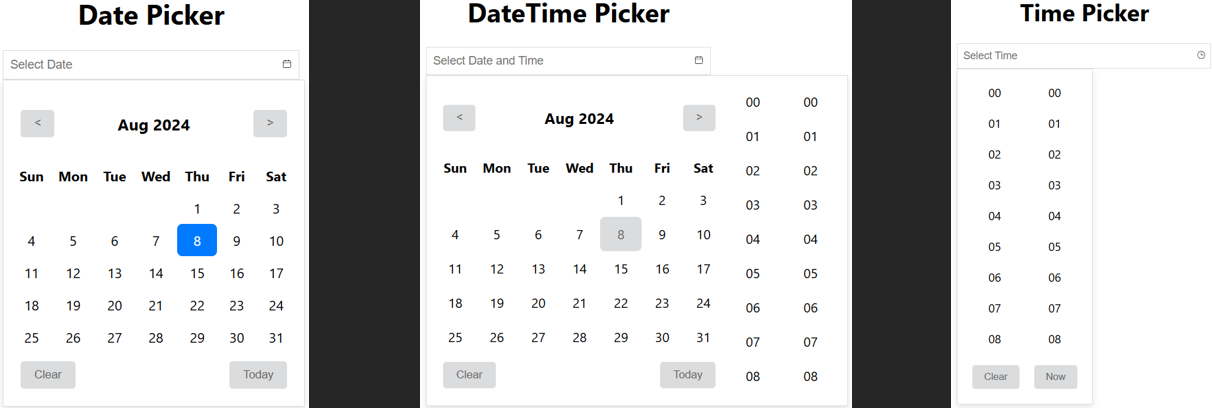 Date Picker
Select Date
< Aug 2024 >
Sun Mon Tue Wed Thu Fri Sat
1 2 3
4 5 6 7 8 9 10
11 12 13 14 15 16 17
18 19 20 21 22 23 24
25 26 27 28 29 30 31
Clear Today
DateTime Picker
Select Date and Time
< Aug 2024 >
Sun Mon Tue Wed Thu Fri Sat
1 2 3
4 5 6 7 8 9 10
11 12 13 14 15 16 17
18 19 20 21 22 23 24
25 26 27 28 29 30 31
Clear Today
00 00
01 01
02 02
03 03
04 04
05 05
06 06
07 07
08 08
Time Picker
Select Time
00 00
01 01
02 02
03 03
04 04
05 05
06 06
07 07
08 08
Clear Now